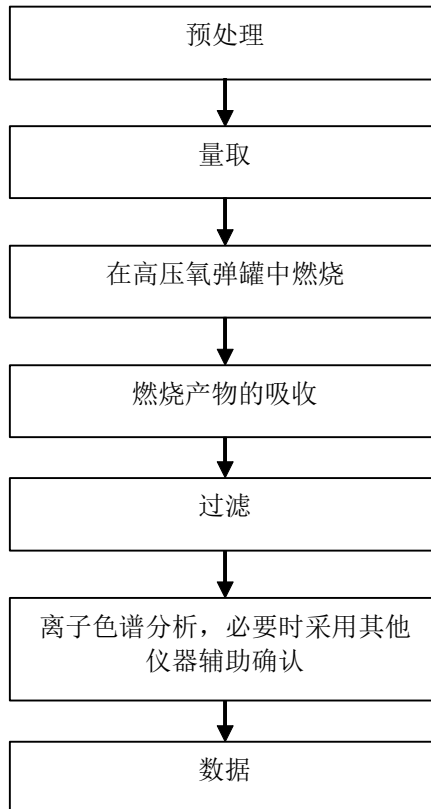 预处理
量取
在高压氧弹罐中燃烧
燃烧产物的吸收
过滤
离子色谱分析，必要时采用其他
仪器辅助确认
数据